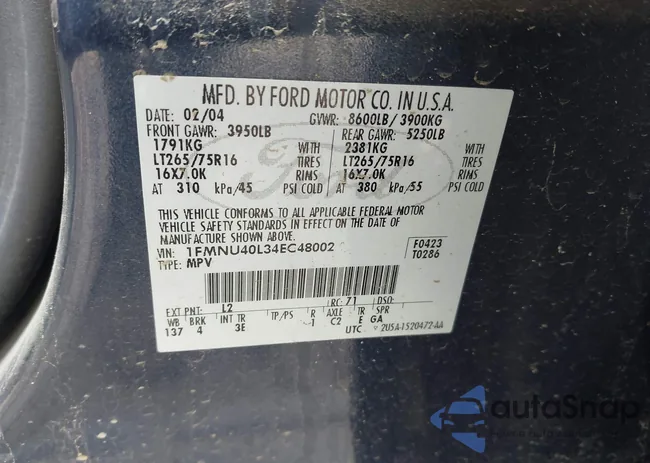 MFD. BY FORD MOTOR CO. IN U.S.A.
DATE: 02/04 GVWR: 8600LB / 3900KG
FRONT GAWR: 3950LB REAR GAWR: 5250LB
1791KG WITH 2381KG WITH
LT265/75R16 TIRES LT265/75R16 TIRES
16X7.0K RIMS 16X7.0K RIMS
AT 310 kPa/45 PSI COLD AT 380 kPa/55 PSI COLD
THIS VEHICLE CONFORMS TO ALL APPLICABLE FEDERAL MOTOR
VEHICLE SAFETY STANDARDS IN EFFECT ON THE DATE OF
MANUFACTURE SHOWN ABOVE.
VIN: 1FMNU40L34EC48002 F0423
TYPE: MPV T0286
EXT PNT: L2 RC: 71 DSO:
WB BRK INT TR TP/PS R AXLE TR SPR
137 4 3E -1 C2 E GA
UTC 2U5A-1520472-AA
Ford
autoSnap